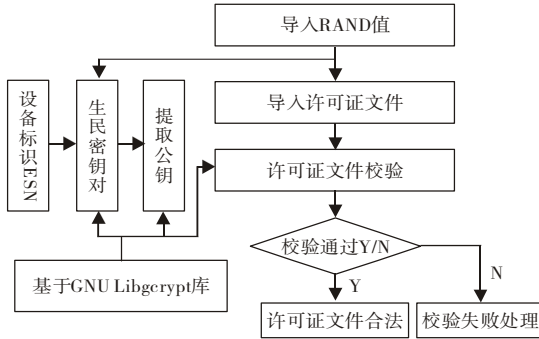 导入RAND值
设备标识ESN
生民密钥对
提取公钥
导入许可证文件
许可证文件校验
校验通过Y/N
基于GNU Libgcrypt库
Y
N
许可证文件合法
校验失败处理